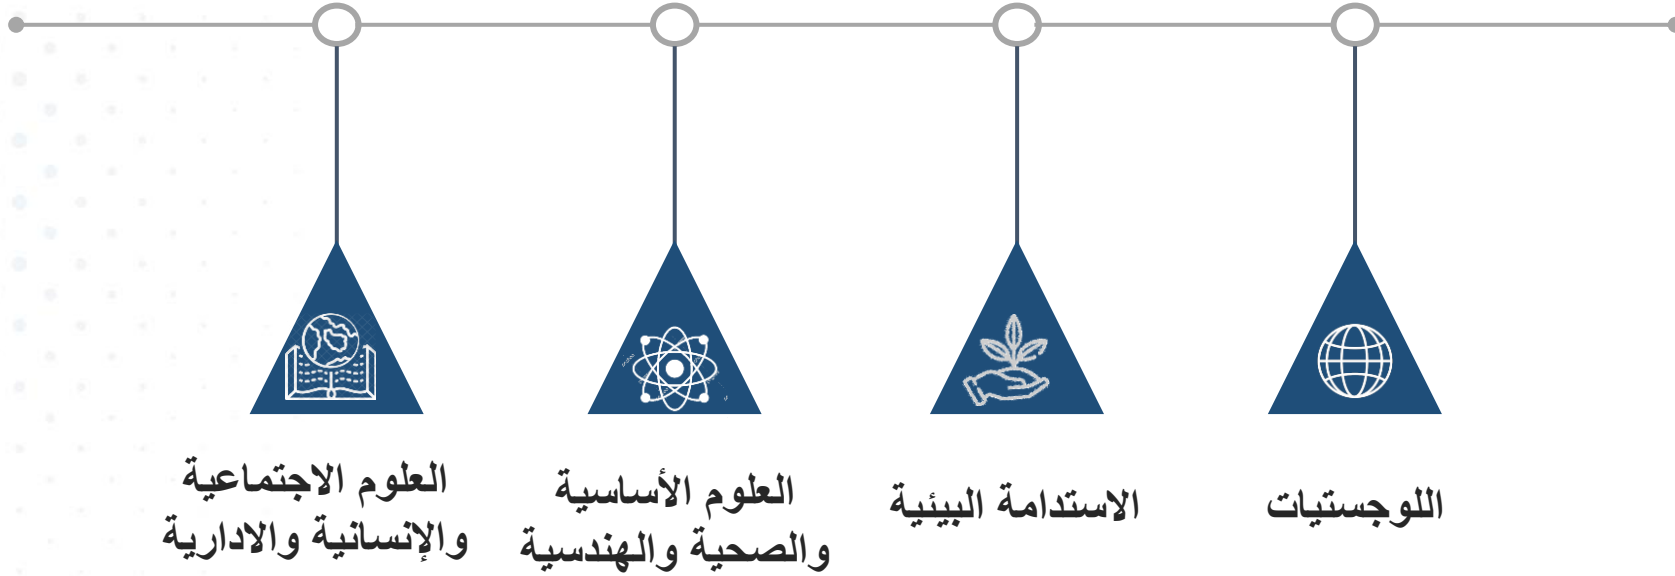 اللوجستيات
الاستدامة البيئية
العلوم الأساسية
والصحية والهندسية
العلوم الاجتماعية
والإنسانية والادارية